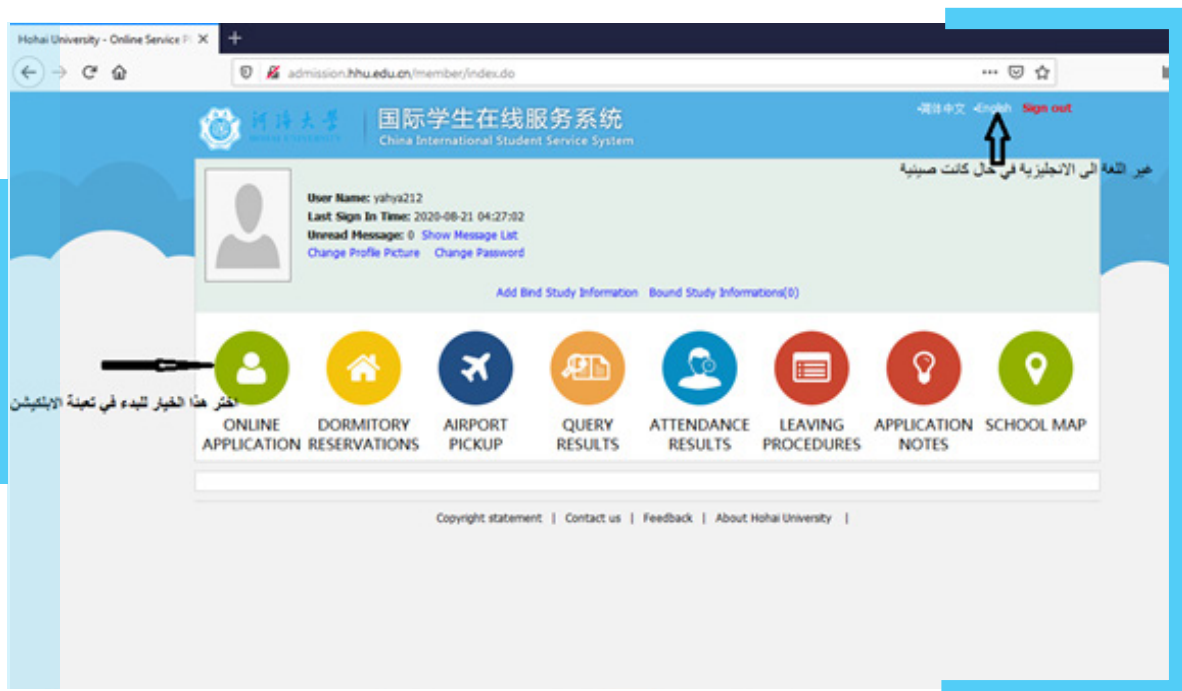 Hohai University - Online Service P
admission.hhu.edu.cn/member/index.do
河海大学
HOHAI UNIVERSITY
国际学生在线服务系统
China International Student Service System
简体中文 English Sign out
غير اللغة الى الانجليزية في حال كانت صينية
User Name: yahya212
Last Sign In Time: 2020-08-21 04:27:02
Unread Message: 0 Show Message List
Change Profile Picture Change Password
Add Bind Study Information Bound Study Informations(0)
اختر هذا الخيار للبدء في تعبئة الابلكيشن
ONLINE APPLICATION
DORMITORY RESERVATIONS
AIRPORT PICKUP
QUERY RESULTS
ATTENDANCE RESULTS
LEAVING PROCEDURES
APPLICATION NOTES
SCHOOL MAP
Copyright statement | Contact us | Feedback | About Hohai University |